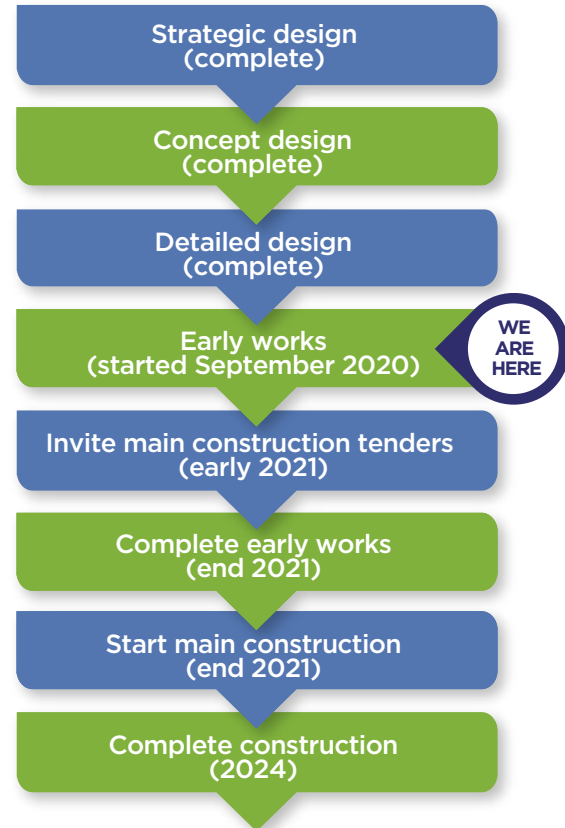 Strategic design
(complete)
Concept design
(complete)
Detailed design
(complete)
Early works
(started September 2020)
WE
ARE
HERE
Invite main construction tenders
(early 2021)
Complete early works
(end 2021)
Start main construction
(end 2021)
Complete construction
(2024)